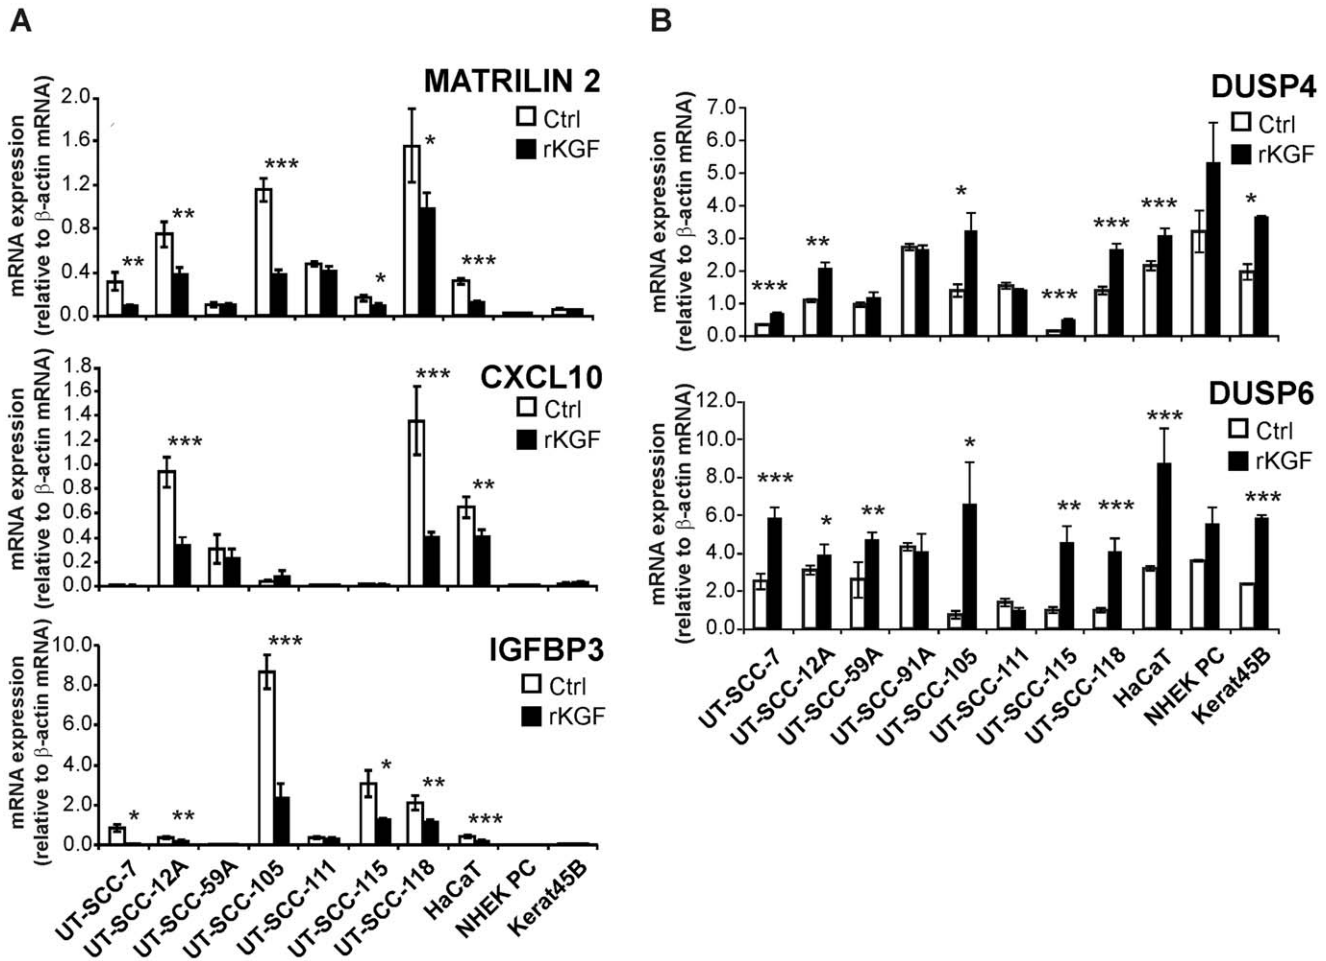 A
MATRILIN 2
mRNA expression
(relative to β-actin mRNA)
2.0
1.6
1.2
0.8
0.4
0.0
Ctrl
rKGF
**
**
***
*
*
***
CXCL10
mRNA expression
(relative to β-actin mRNA)
1.8
1.6
1.4
1.2
1.0
0.8
0.6
0.4
0.2
0.0
Ctrl
rKGF
***
***
**
IGFBP3
mRNA expression
(relative to β-actin mRNA)
10.0
8.0
6.0
4.0
2.0
0.0
Ctrl
rKGF
*
**
***
*
**
***
UT-SCC-7
UT-SCC-12A
UT-SCC-59A
UT-SCC-105
UT-SCC-111
UT-SCC-115
UT-SCC-118
HaCaT
NHEK PC
Kerat45B
B
DUSP4
mRNA expression
(relative to β-actin mRNA)
7.0
6.0
5.0
4.0
3.0
2.0
1.0
0.0
Ctrl
rKGF
***
**
*
***
***
***
*
DUSP6
mRNA expression
(relative to β-actin mRNA)
12.0
10.0
8.0
6.0
4.0
2.0
0.0
Ctrl
rKGF
***
*
**
*
**
***
***
***
UT-SCC-7
UT-SCC-12A
UT-SCC-59A
UT-SCC-91A
UT-SCC-105
UT-SCC-111
UT-SCC-115
UT-SCC-118
HaCaT
NHEK PC
Kerat45B